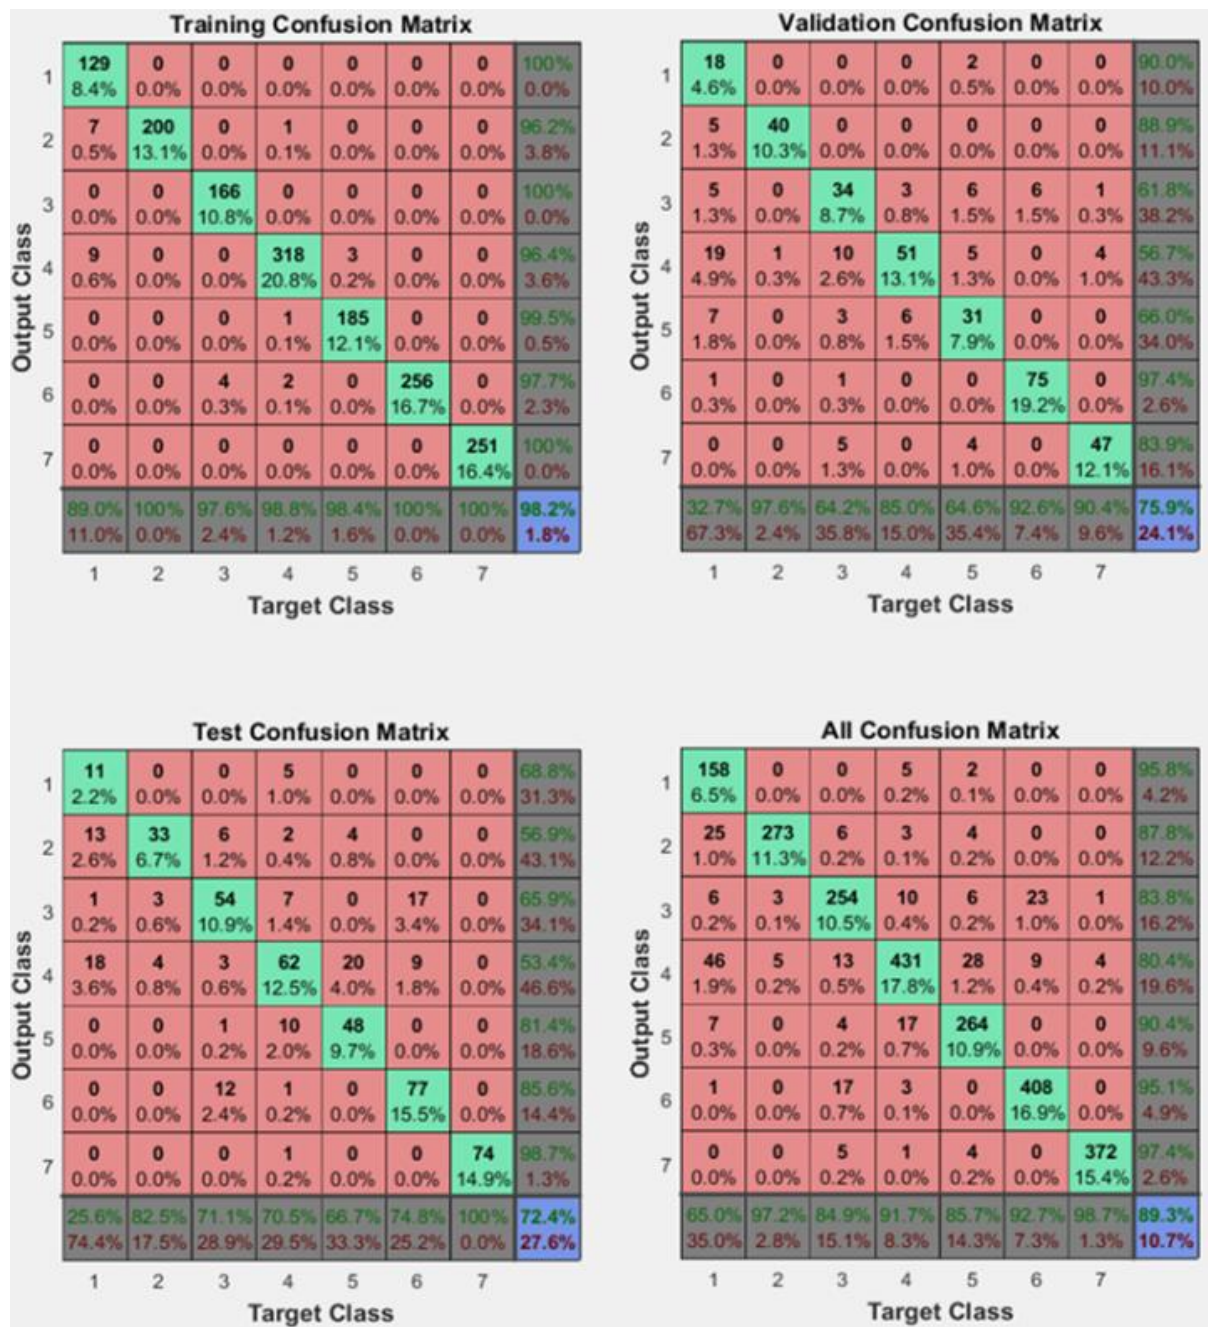 Training Confusion Matrix
Output Class
1 129 0 0 0 0 0 0 100%
8.4% 0.0% 0.0% 0.0% 0.0% 0.0% 0.0% 0.0%
2 7 200 0 1 0 0 0 96.2%
0.5% 13.1% 0.0% 0.1% 0.0% 0.0% 0.0% 3.8%
3 0 0 166 0 0 0 0 100%
0.0% 0.0% 10.8% 0.0% 0.0% 0.0% 0.0% 0.0%
4 9 0 0 318 3 0 0 96.4%
0.6% 0.0% 0.0% 20.8% 0.2% 0.0% 0.0% 3.6%
5 0 0 0 1 185 0 0 99.5%
0.0% 0.0% 0.0% 0.1% 12.1% 0.0% 0.0% 0.5%
6 0 0 4 2 0 256 0 97.7%
0.0% 0.0% 0.3% 0.1% 0.0% 16.7% 0.0% 2.3%
7 0 0 0 0 0 0 251 100%
0.0% 0.0% 0.0% 0.0% 0.0% 0.0% 16.4% 0.0%
89.0% 100% 97.6% 98.8% 98.4% 100% 100% 98.2%
11.0% 0.0% 2.4% 1.2% 1.6% 0.0% 0.0% 1.8%
1 2 3 4 5 6 7
Target Class
Validation Confusion Matrix
Output Class
1 18 0 0 0 2 0 0 90.0%
4.6% 0.0% 0.0% 0.0% 0.5% 0.0% 0.0% 10.0%
2 5 40 0 0 0 0 0 88.9%
1.3% 10.3% 0.0% 0.0% 0.0% 0.0% 0.0% 11.1%
3 5 0 34 3 6 6 1 61.8%
1.3% 0.0% 8.7% 0.8% 1.5% 1.5% 0.3% 38.2%
4 19 1 10 51 5 0 4 56.7%
4.9% 0.3% 2.6% 13.1% 1.3% 0.0% 1.0% 43.3%
5 7 0 3 6 31 0 0 66.0%
1.8% 0.0% 0.8% 1.5% 7.9% 0.0% 0.0% 34.0%
6 1 0 1 0 0 75 0 97.4%
0.3% 0.0% 0.3% 0.0% 0.0% 19.2% 0.0% 2.6%
7 0 0 5 0 4 0 47 83.9%
0.0% 0.0% 1.3% 0.0% 1.0% 0.0% 12.1% 16.1%
32.7% 97.6% 64.2% 85.0% 64.6% 92.6% 90.4% 75.9%
67.3% 2.4% 35.8% 15.0% 35.4% 7.4% 9.6% 24.1%
1 2 3 4 5 6 7
Target Class
Test Confusion Matrix
Output Class
1 11 0 0 5 0 0 0 68.8%
2.2% 0.0% 0.0% 1.0% 0.0% 0.0% 0.0% 31.3%
2 13 33 6 2 4 0 0 56.9%
2.6% 6.7% 1.2% 0.4% 0.8% 0.0% 0.0% 43.1%
3 1 3 54 7 0 17 0 65.9%
0.2% 0.6% 10.9% 1.4% 0.0% 3.4% 0.0% 34.1%
4 18 4 3 62 20 9 0 53.4%
3.6% 0.8% 0.6% 12.5% 4.0% 1.8% 0.0% 46.6%
5 0 0 1 10 48 0 0 81.4%
0.0% 0.0% 0.2% 2.0% 9.7% 0.0% 0.0% 18.6%
6 0 0 12 1 0 77 0 85.6%
0.0% 0.0% 2.4% 0.2% 0.0% 15.5% 0.0% 14.4%
7 0 0 0 1 0 0 74 98.7%
0.0% 0.0% 0.0% 0.2% 0.0% 0.0% 14.9% 1.3%
25.6% 82.5% 71.1% 70.5% 66.7% 74.8% 100% 72.4%
74.4% 17.5% 28.9% 29.5% 33.3% 25.2% 0.0% 27.6%
1 2 3 4 5 6 7
Target Class
All Confusion Matrix
Output Class
1 158 0 0 5 2 0 0 95.8%
6.5% 0.0% 0.0% 0.2% 0.1% 0.0% 0.0% 4.2%
2 25 273 6 3 4 0 0 87.8%
1.0% 11.3% 0.2% 0.1% 0.2% 0.0% 0.0% 12.2%
3 6 3 254 10 6 23 1 83.8%
0.2% 0.1% 10.5% 0.4% 0.2% 1.0% 0.0% 16.2%
4 46 5 13 431 28 9 4 80.4%
1.9% 0.2% 0.5% 17.8% 1.2% 0.4% 0.2% 19.6%
5 7 0 4 17 264 0 0 90.4%
0.3% 0.0% 0.2% 0.7% 10.9% 0.0% 0.0% 9.6%
6 1 0 17 3 0 408 0 95.1%
0.0% 0.0% 0.7% 0.1% 0.0% 16.9% 0.0% 4.9%
7 0 0 5 1 4 0 372 97.4%
0.0% 0.0% 0.2% 0.0% 0.2% 0.0% 15.4% 2.6%
65.0% 97.2% 84.9% 91.7% 85.7% 92.7% 98.7% 89.3%
35.0% 2.8% 15.1% 8.3% 14.3% 7.3% 1.3% 10.7%
1 2 3 4 5 6 7
Target Class